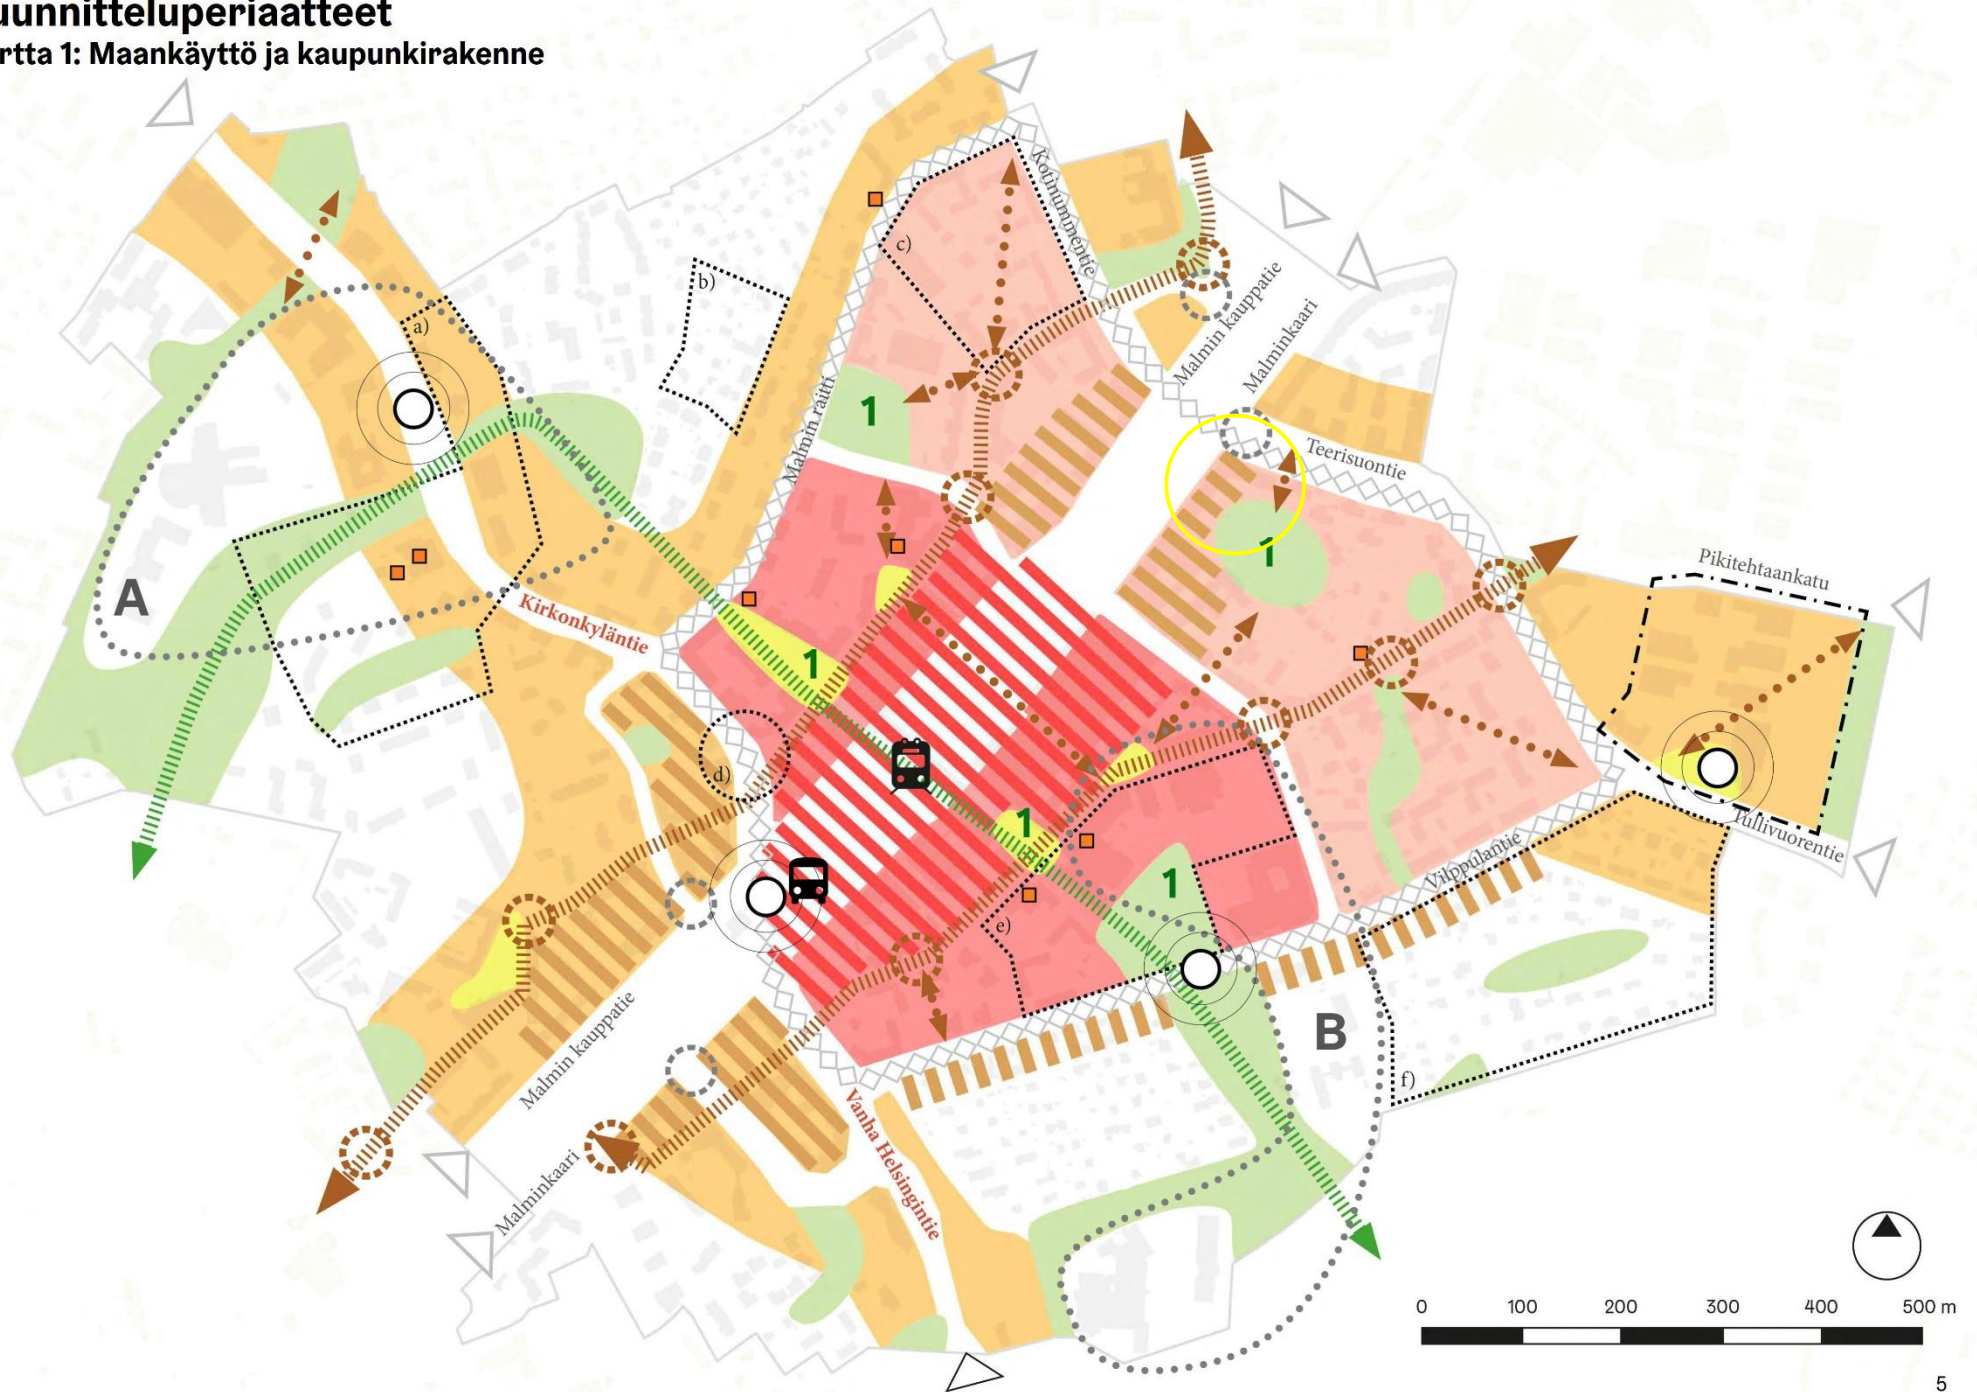 uunnitteluperiaatteet
rtta 1: Maankäyttö ja kaupunkirakenne
Kotinummentie
c)
b)
Malmin kauppatie
Malminkaari
a)
Malmin raitti
1
Teerisuontie
1
Pikitehtaankatu
A
Kirkonkyläntie
1
d)
1
Tullivuorentie
Vilppulantie
1
e)
B
Malmin kauppatie
f)
Vanha Helsingintie
Malminkaari
0 100 200 300 400 500 m
5